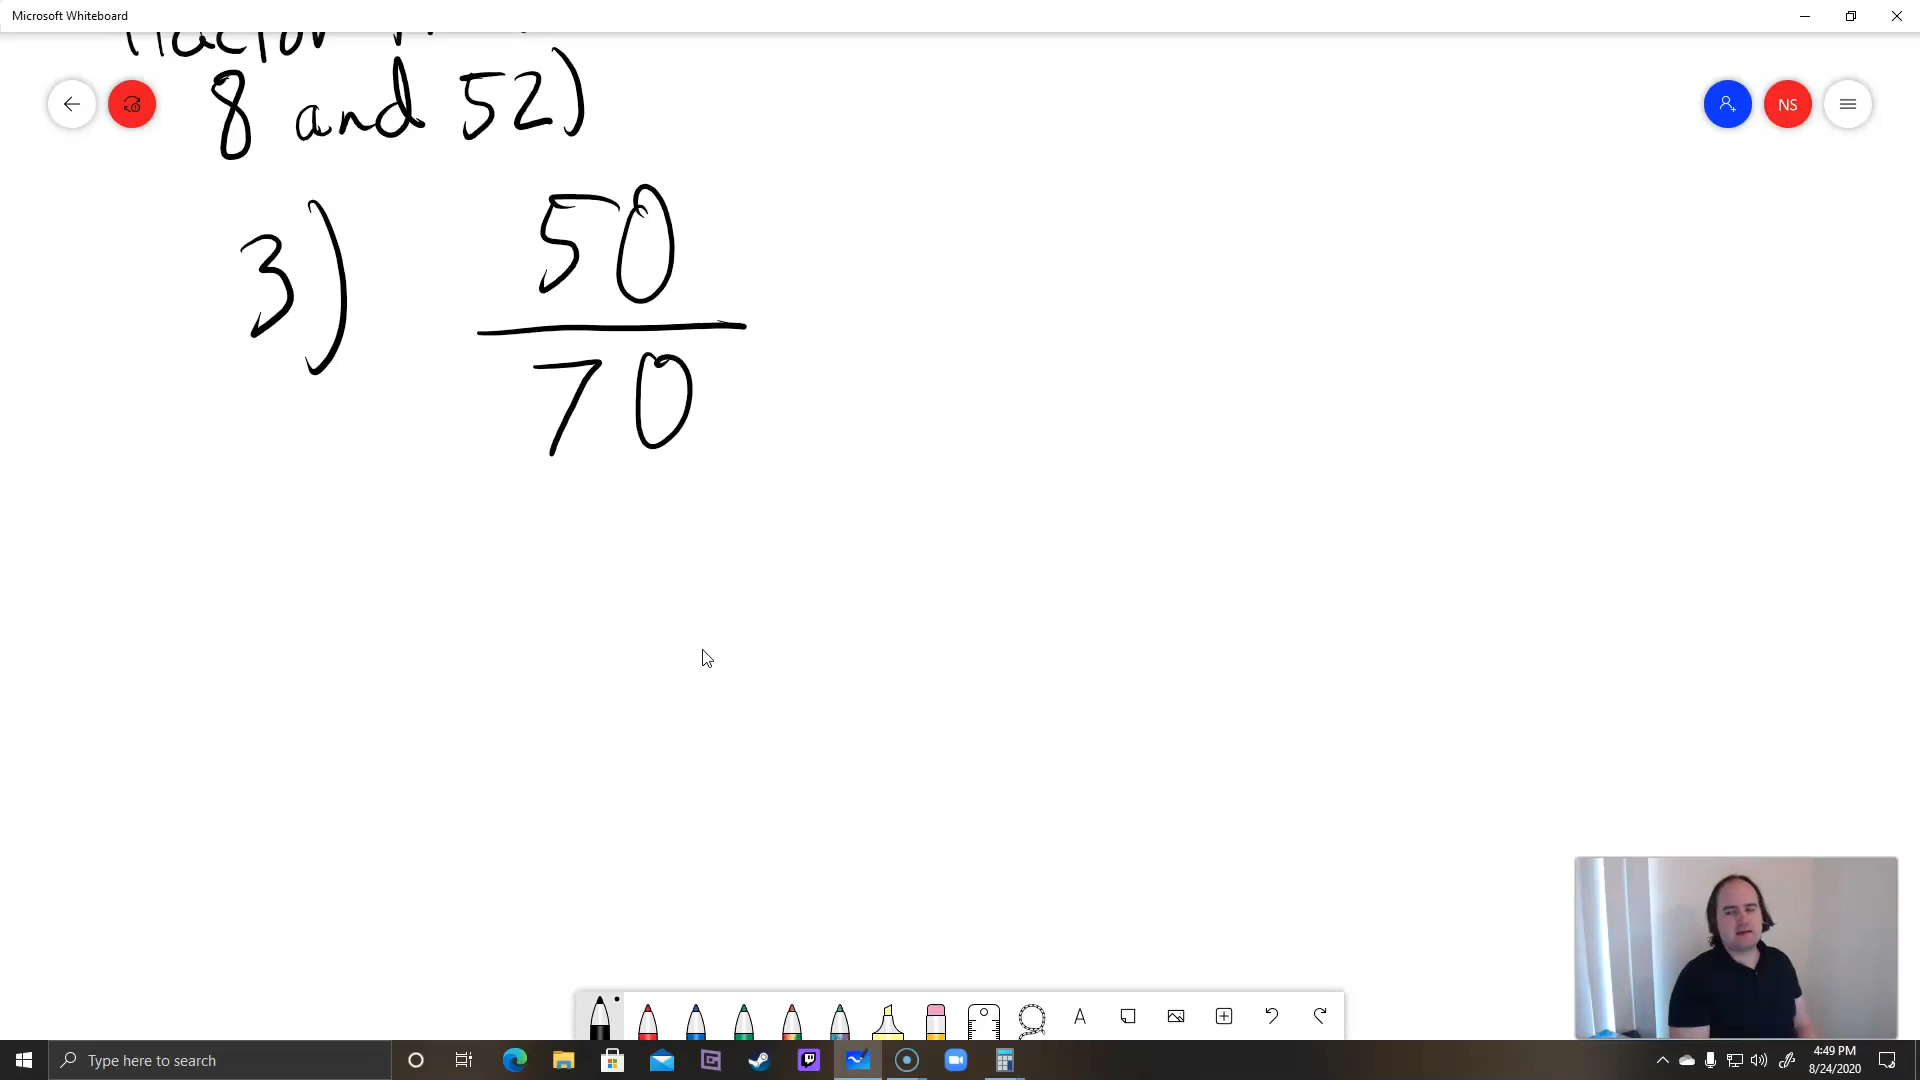 Microsoft Whiteboard
8 and 52)
NS
3) 50
70
A
Type here to search
4:49 PM
8/24/2020